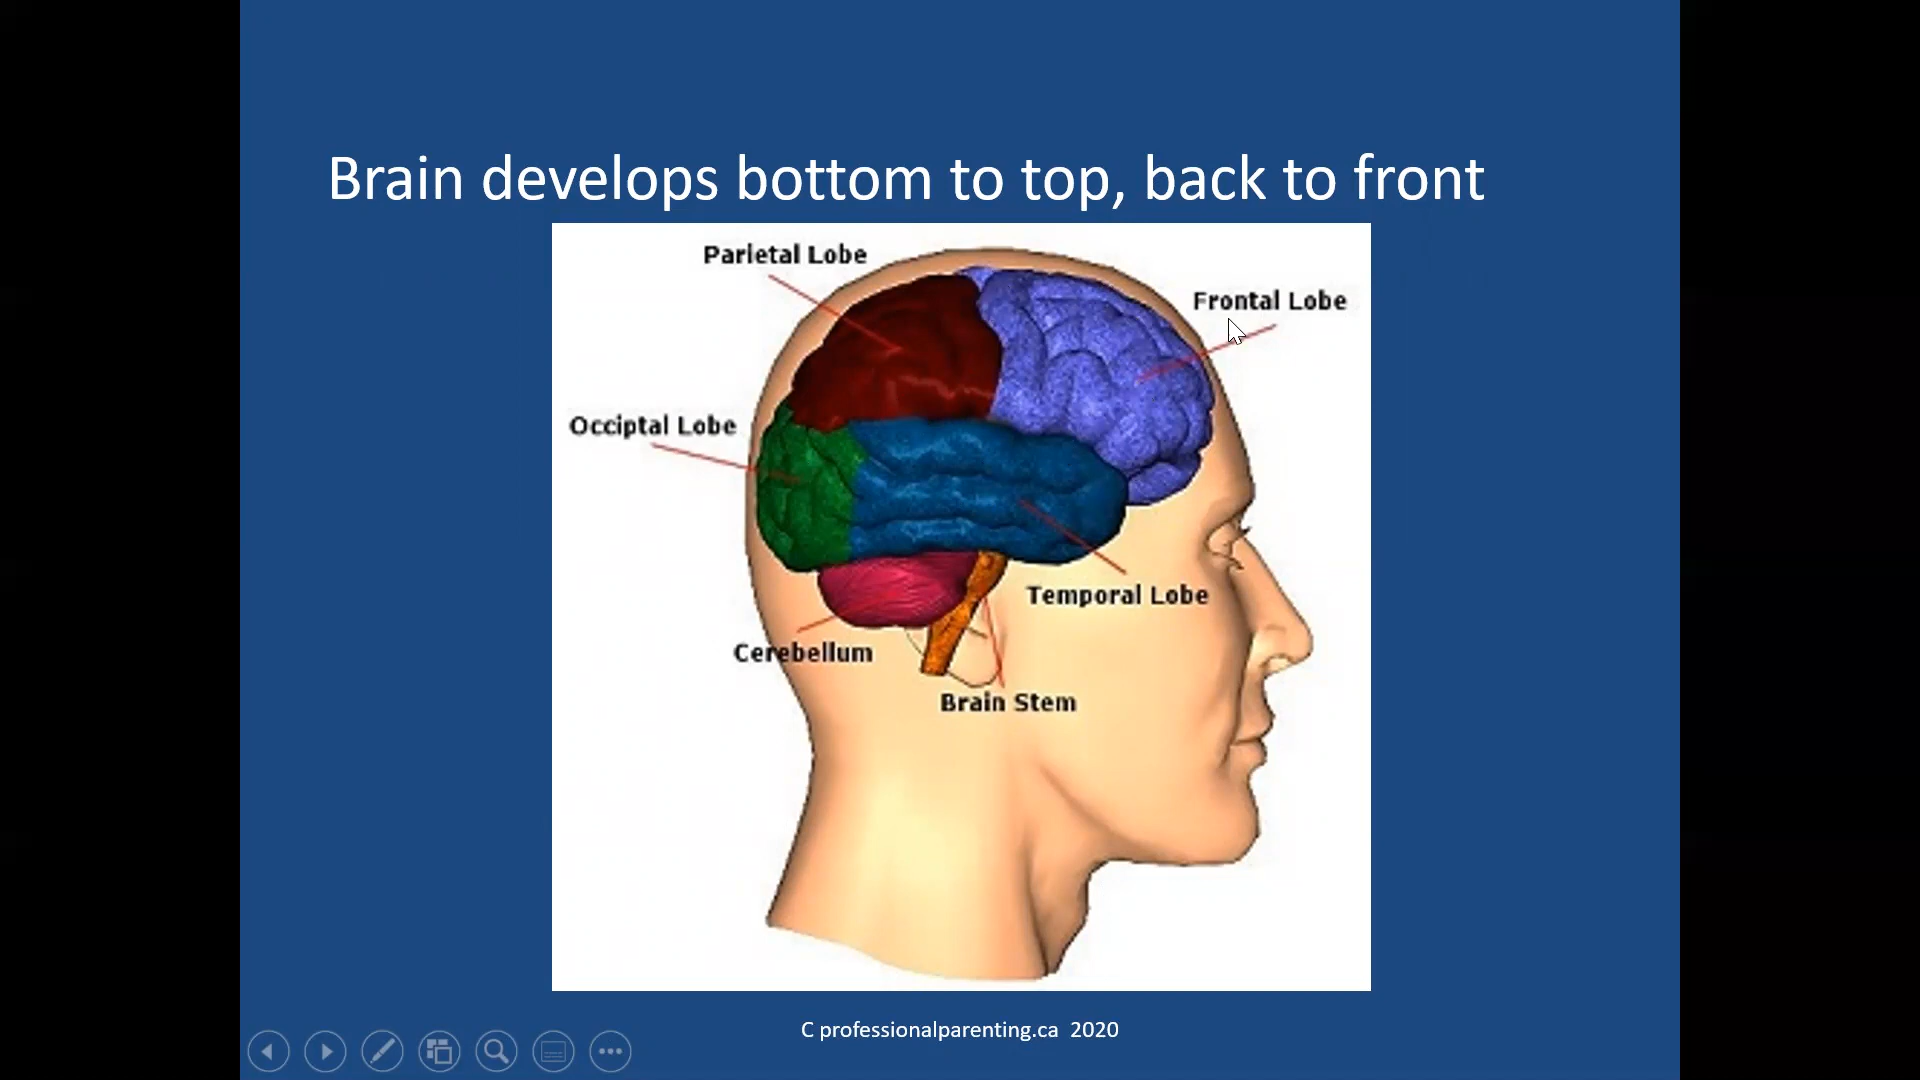 Brain develops bottom to top, back to front
Parietal Lobe
Frontal Lobe
Occiptal Lobe
Temporal Lobe
Cerebellum
Brain Stem
C professionalparenting.ca 2020